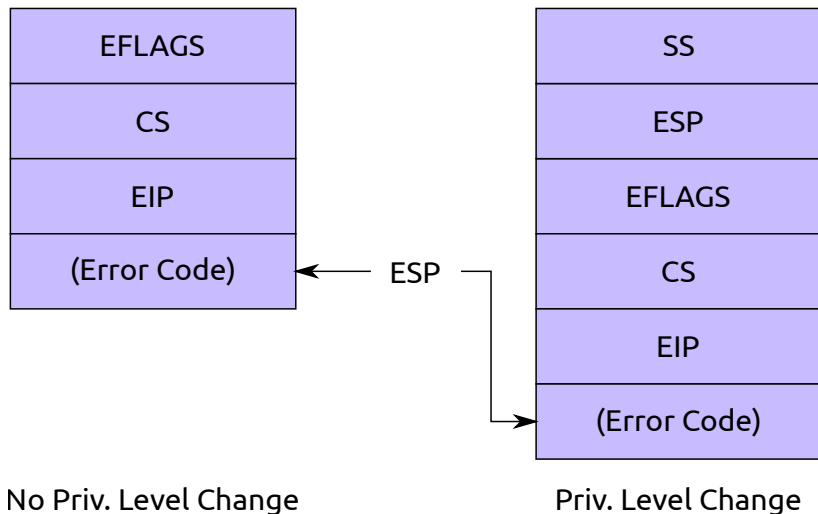 EFLAGS
CS
EIP
(Error Code)
ESP
SS
ESP
EFLAGS
CS
EIP
(Error Code)
No Priv. Level Change
Priv. Level Change